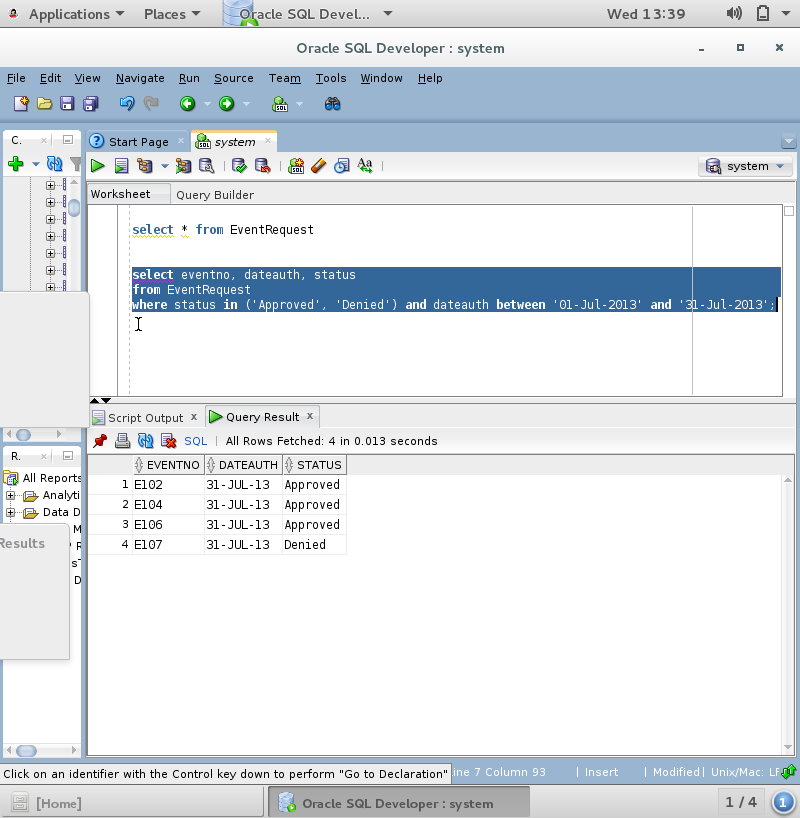 Applications Places Oracle SQL Devel... Wed 13:39
Oracle SQL Developer : system
File Edit View Navigate Run Source Team Tools Window Help
C. Start Page system
system
Worksheet Query Builder
select * from EventRequest
select eventno, dateauth, status
from EventRequest
where status in ('Approved', 'Denied') and dateauth between '01-Jul-2013' and '31-Jul-2013';
Script Output Query Result
SQL All Rows Fetched: 4 in 0.013 seconds
R.
EVENTNO DATEAUTH STATUS
All Reports
1 E102 31-JUL-13 Approved
Analyti
2 E104 31-JUL-13 Approved
Data D
3 E106 31-JUL-13 Approved
Results
4 E107 31-JUL-13 Denied
Click on an identifier with the Control key down to perform "Go to Declaration"
Line 7 Column 93 Insert Modified Unix/Mac: LF
[Home] Oracle SQL Developer : system 1 / 4 1